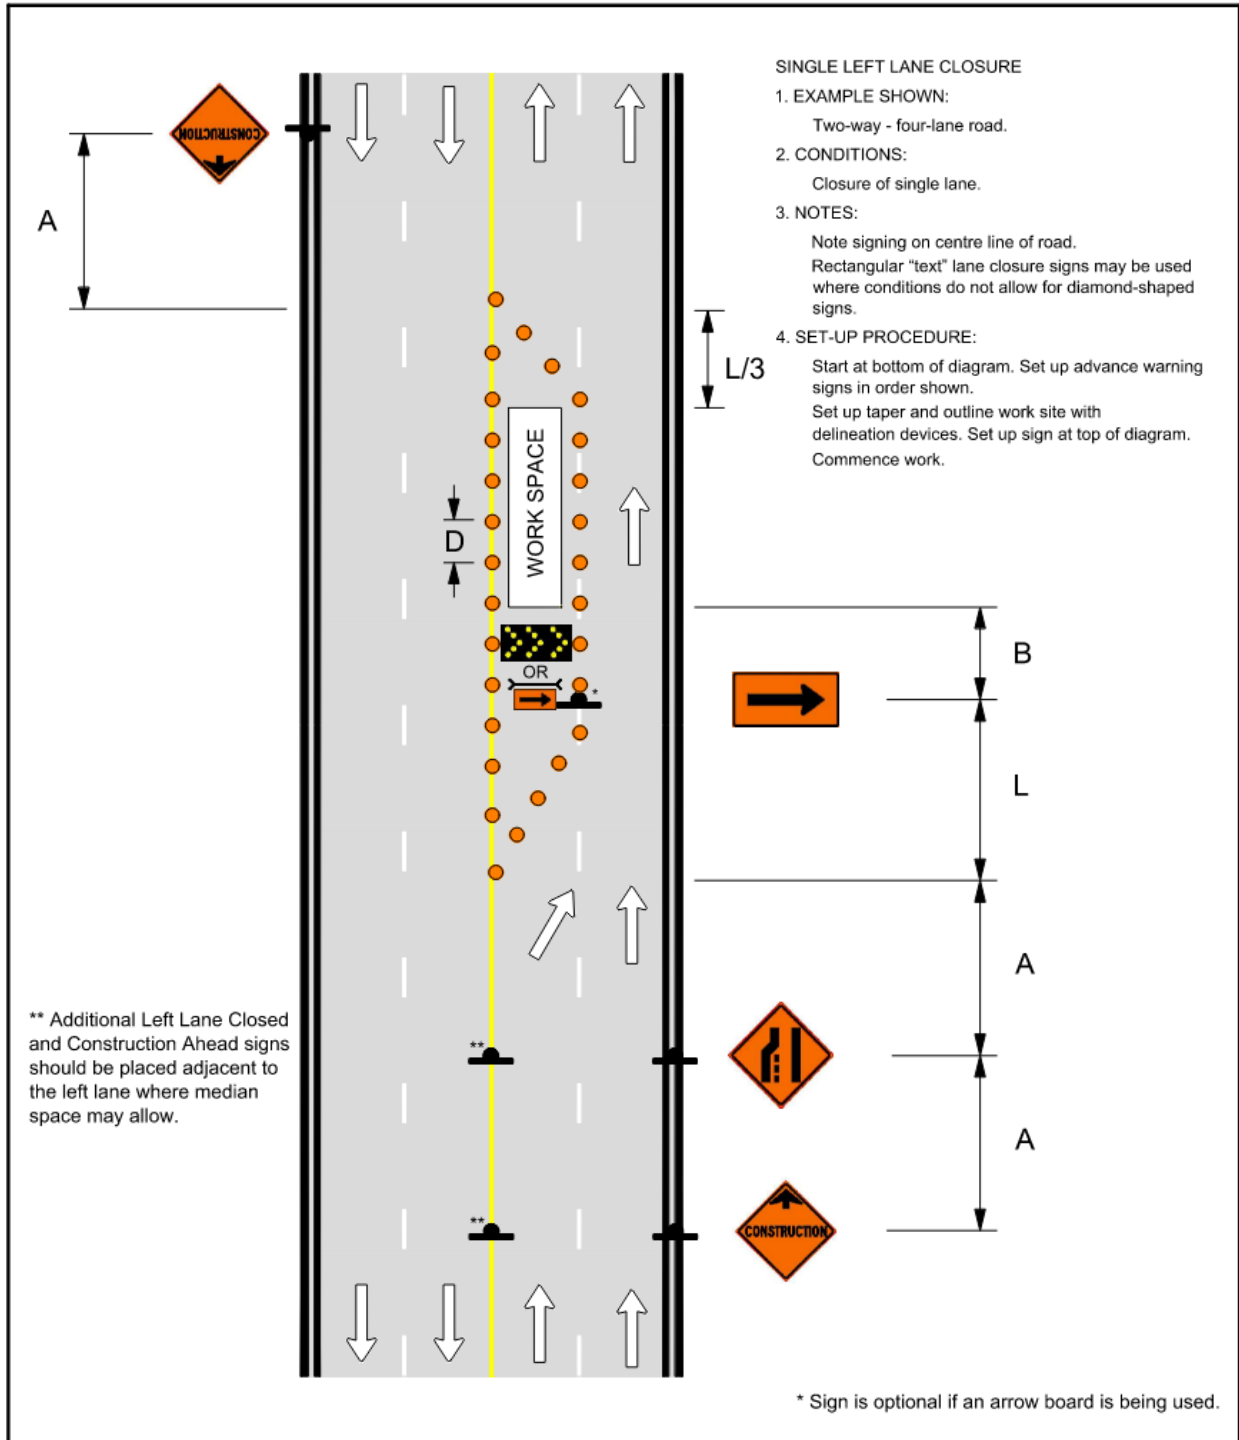 SINGLE LEFT LANE CLOSURE
1. EXAMPLE SHOWN:
Two-way - four-lane road.
2. CONDITIONS:
Closure of single lane.
3. NOTES:
Note signing on centre line of road.
Rectangular “text” lane closure signs may be used
where conditions do not allow for diamond-shaped
signs.
4. SET-UP PROCEDURE:
Start at bottom of diagram. Set up advance warning
signs in order shown.
Set up taper and outline work site with
delineation devices. Set up sign at top of diagram.
Commence work.
CONSTRUCTION
A
L/3
WORK SPACE
D
OR
*
B
L
A
** Additional Left Lane Closed
and Construction Ahead signs
should be placed adjacent to
the left lane where median
space may allow.
**
A
**
CONSTRUCTION
* Sign is optional if an arrow board is being used.